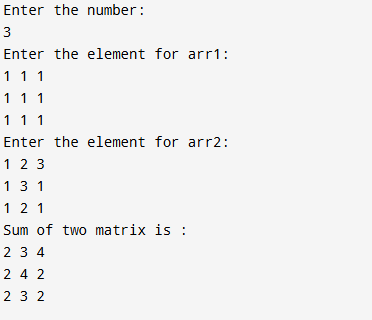 Enter the number:
3
Enter the element for arr1:
1 1 1
1 1 1
1 1 1
Enter the element for arr2:
1 2 3
1 3 1
1 2 1
Sum of two matrix is :
2 3 4
2 4 2
2 3 2